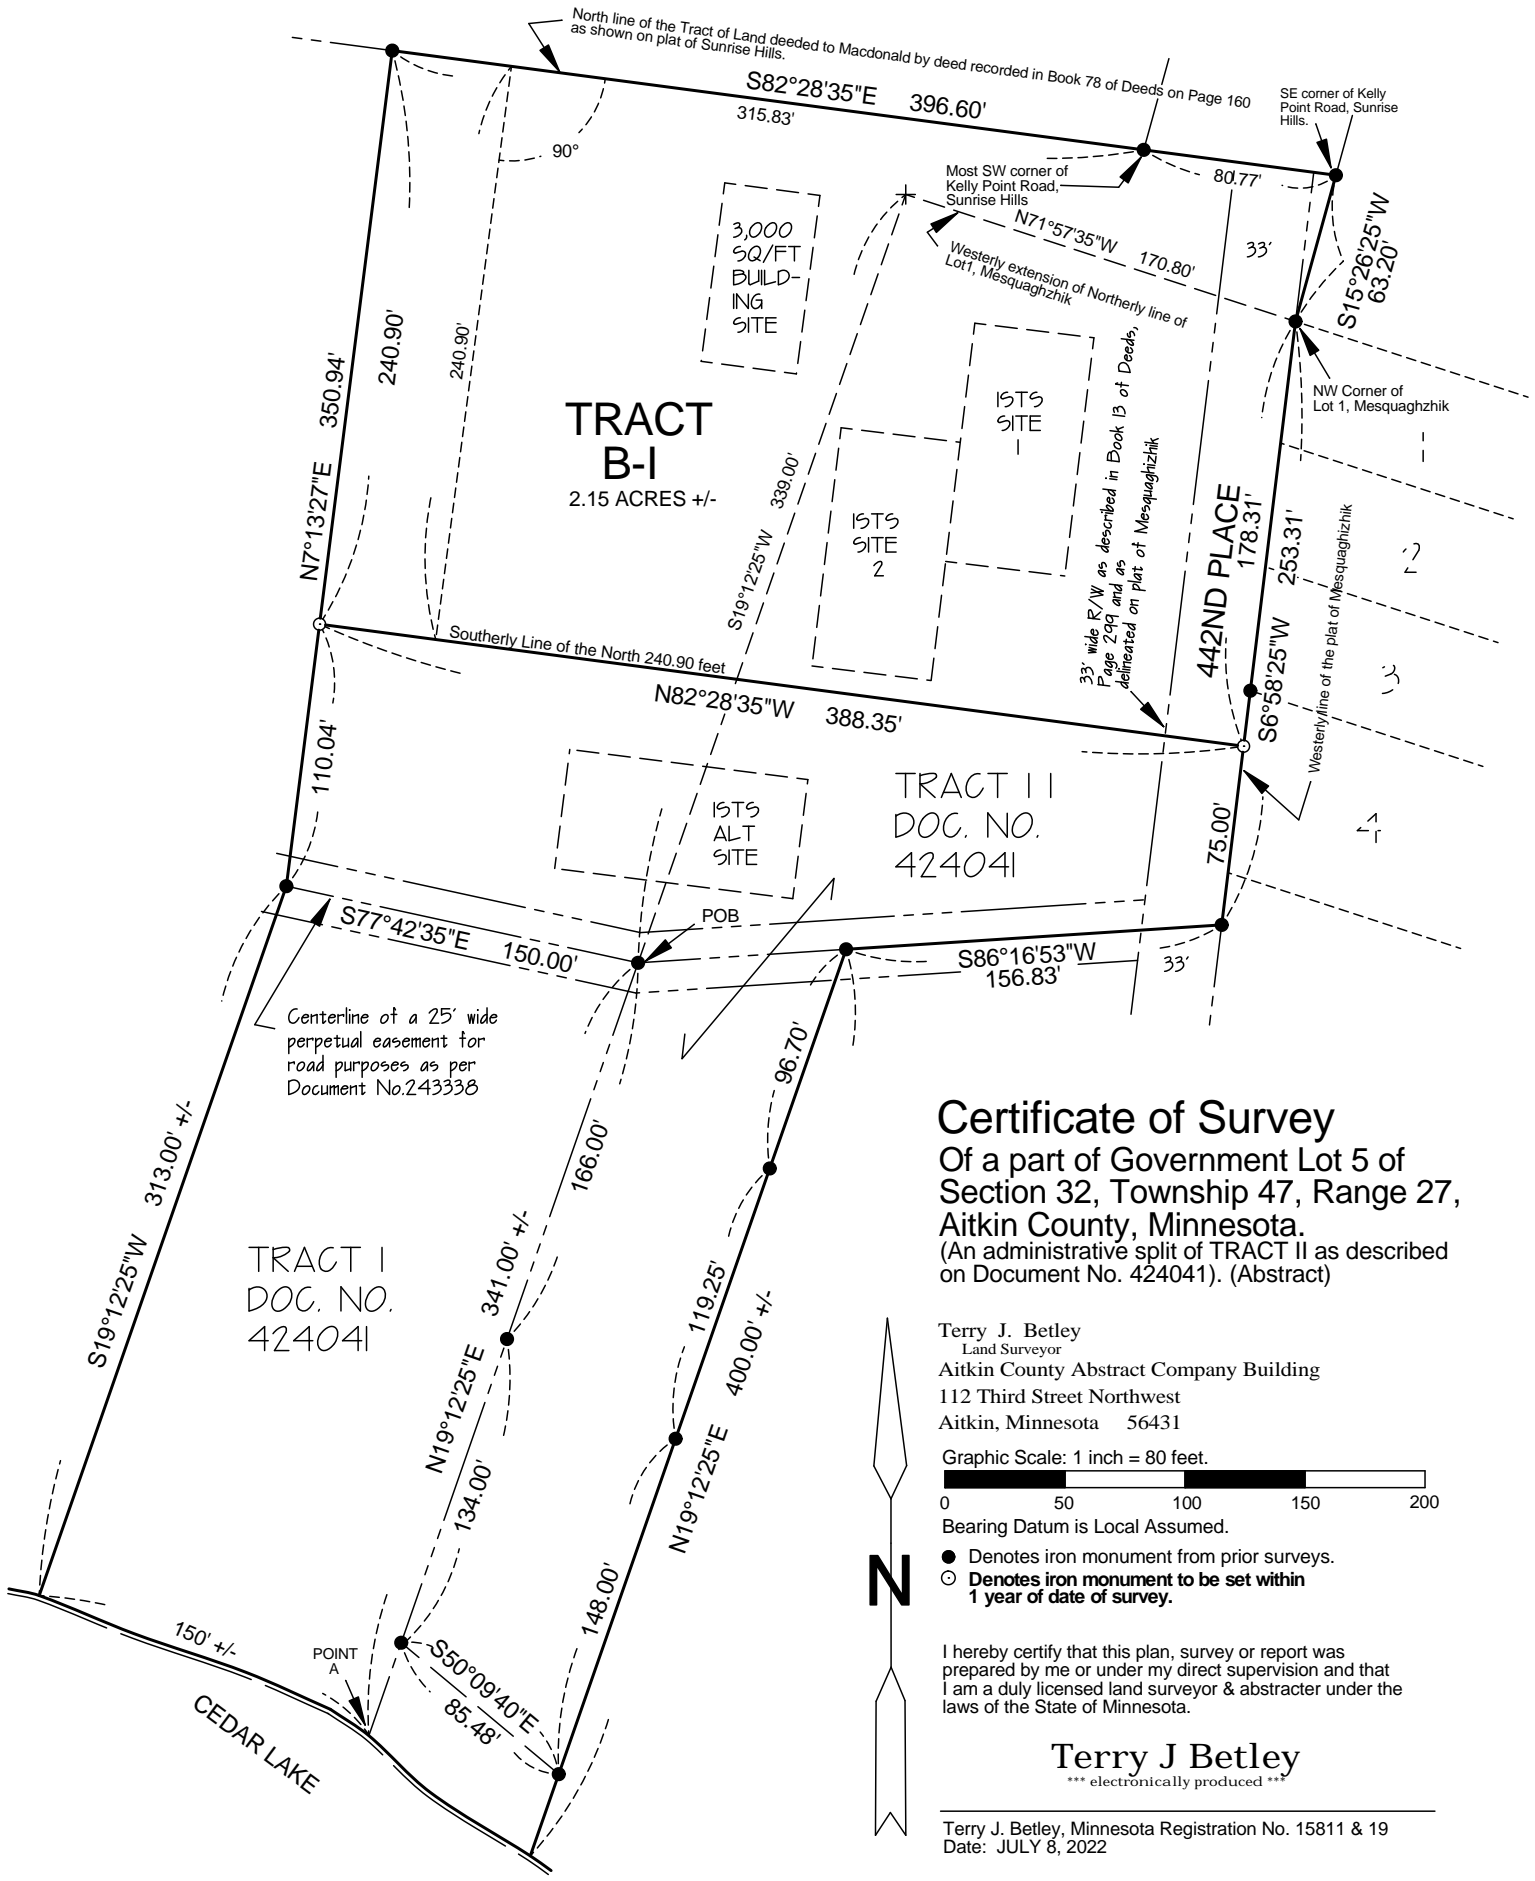 North line of the Tract of Land deeded to Macdonald by deed recorded in Book 78 of Deeds on Page 160
as shown on plat of Sunrise Hills.
S82°28'35"E 396.60'
315.83'
SE corner of Kelly
Point Road, Sunrise
Hills.
90°
Most SW corner of
Kelly Point Road,
Sunrise Hills
80.77'
3,000
SQ/FT
BUILD-
ING
SITE
N71°57'35"W 170.80'
33'
S15°26'25"W
63.20'
Westerly extension of Northerly line of
Lot1, Mesquaghzhik
N7°13'27"E 350.94'
240.90'
240.90'
NW Corner of
Lot 1, Mesquaghzhik
TRACT
B-I
2.15 ACRES +/-
ISTS
SITE
1
ISTS
SITE
2
S19°12'25"W 339.00'
33' wide R/W as described in Book 13 of Deeds,
Page 299 and as
delineated on plat of Mesquaghizhik
442ND PLACE
178.31'
S6°58'25"W 253.31'
Westerly line of the plat of Mesquaghizhik
1
2
3
4
Southerly Line of the North 240.90 feet
N82°28'35"W 388.35'
110.04'
ISTS
ALT
SITE
TRACT II
DOC. NO.
424041
75.00'
S77°42'35"E 150.00'
POB
S86°16'53"W
156.83'
33'
Centerline of a 25' wide
perpetual easement for
road purposes as per
Document No.243338
96.70'
166.00'
S19°12'25"W 313.00' +/-
TRACT I
DOC. NO.
424041
N19°12'25"E 341.00' +/-
119.25'
N19°12'25"E 400.00' +/-
134.00'
148.00'
150' +/-
POINT
A
S50°09'40"E
85.48'
CEDAR LAKE
Certificate of Survey
Of a part of Government Lot 5 of
Section 32, Township 47, Range 27,
Aitkin County, Minnesota.
(An administrative split of TRACT II as described
on Document No. 424041). (Abstract)
Terry J. Betley
Land Surveyor
Aitkin County Abstract Company Building
112 Third Street Northwest
Aitkin, Minnesota 56431
Graphic Scale: 1 inch = 80 feet.
0 50 100 150 200
Bearing Datum is Local Assumed.
N
Denotes iron monument from prior surveys.
Denotes iron monument to be set within
1 year of date of survey.
I hereby certify that this plan, survey or report was
prepared by me or under my direct supervision and that
I am a duly licensed land surveyor & abstracter under the
laws of the State of Minnesota.
Terry J Betley
*** electronically produced ***
Terry J. Betley, Minnesota Registration No. 15811 & 19
Date: JULY 8, 2022